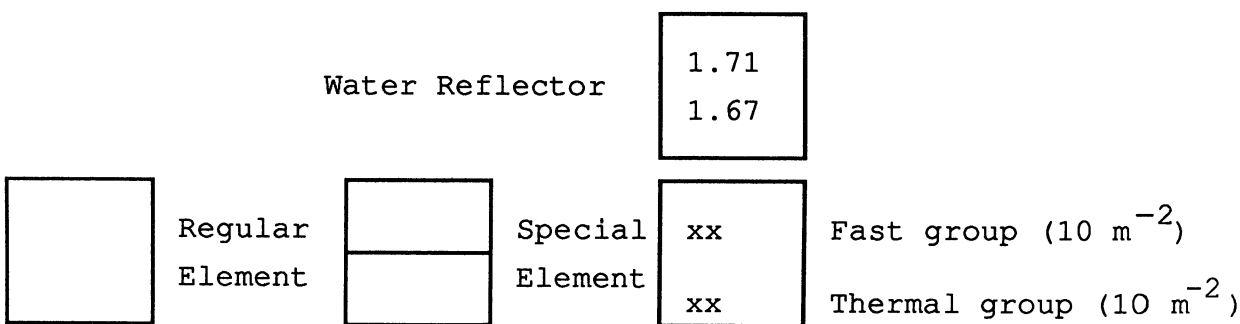 1.71
Water Reflector
1.67
Regular Element
Special Element
xx Fast group (10 m⁻²)
xx Thermal group (10 m⁻²)